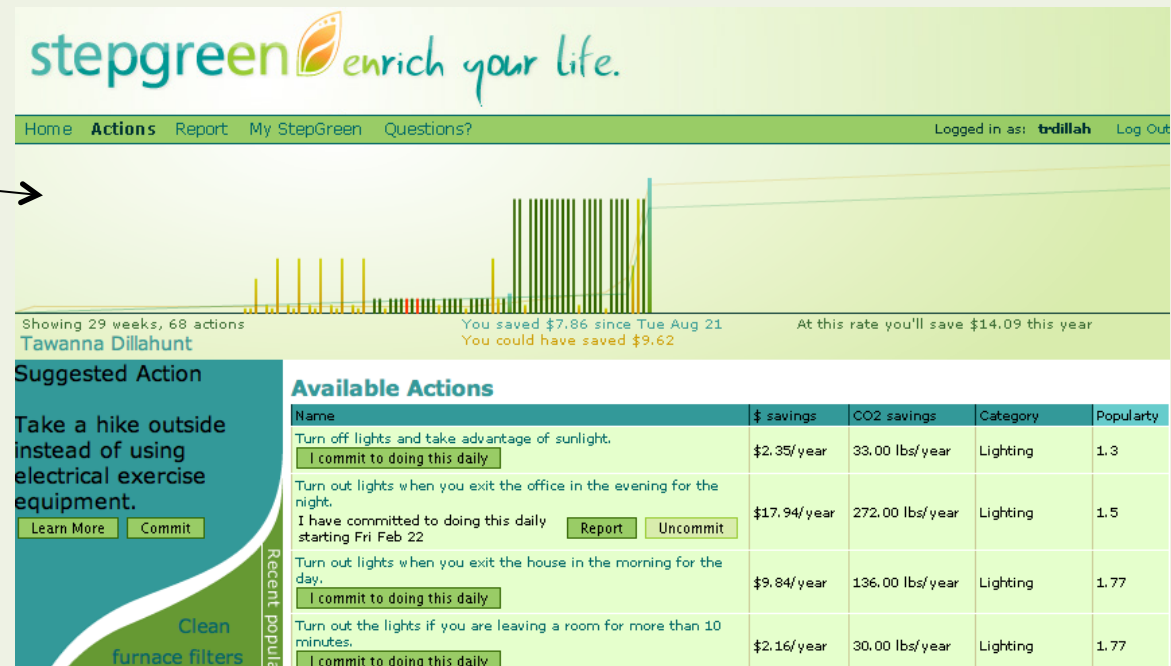 stepgreen enrich your life.
Home Actions Report My StepGreen Questions? Logged in as: trdillah Log Out
Showing 29 weeks, 68 actions
You saved $7.86 since Tue Aug 21
At this rate you'll save $14.09 this year
Tawanna Dillahunt
You could have saved $9.62
Suggested Action
Take a hike outside
instead of using
electrical exercise
equipment.
Learn More Commit
Recent popula
Clean
furnace filters
Available Actions
Name $ savings CO2 savings Category Popularty
Turn off lights and take advantage of sunlight.
I commit to doing this daily
$2.35/year 33.00 lbs/year Lighting 1.3
Turn out lights when you exit the office in the evening for the
night.
I have committed to doing this daily
starting Fri Feb 22
Report Uncommit
$17.94/year 272.00 lbs/year Lighting 1.5
Turn out lights when you exit the house in the morning for the
day.
I commit to doing this daily
$9.84/year 136.00 lbs/year Lighting 1.77
Turn out the lights if you are leaving a room for more than 10
minutes.
I commit to doing this daily
$2.16/year 30.00 lbs/year Lighting 1.77